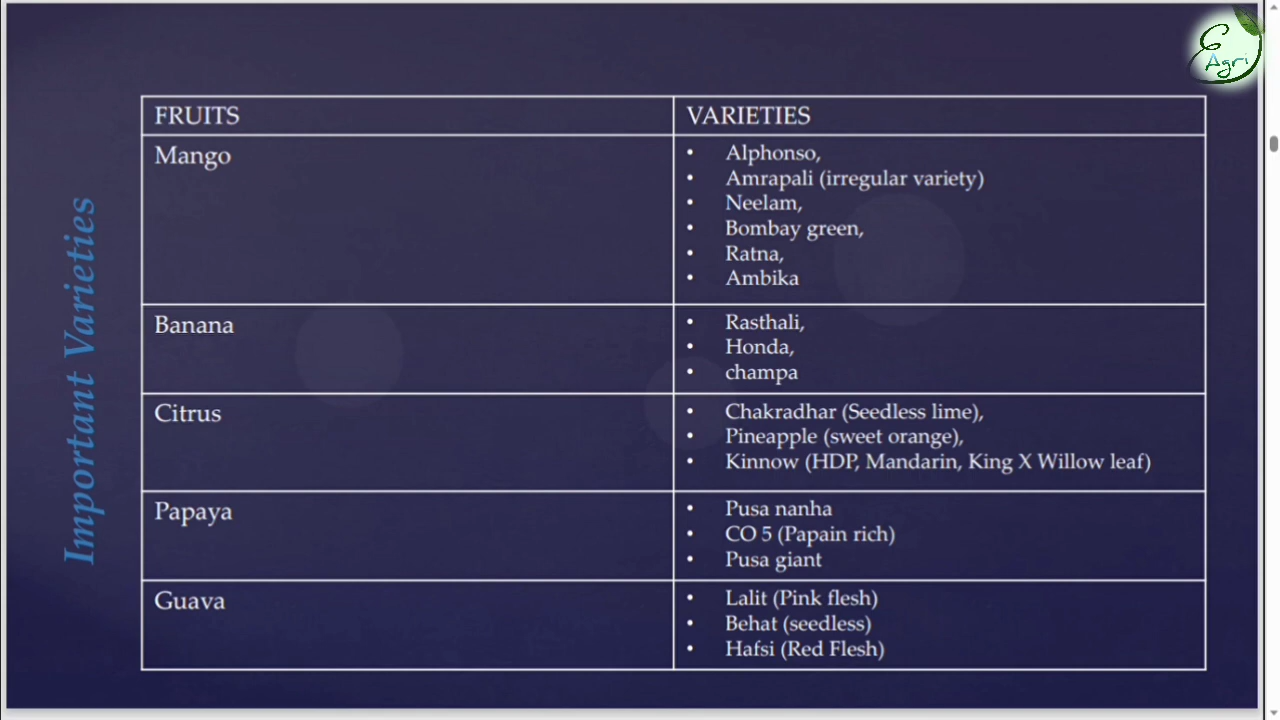 E
Agri
Important Varieties
FRUITS
VARIETIES
Mango
• Alphonso,
• Amrapali (irregular variety)
• Neelam,
• Bombay green,
• Ratna,
• Ambika
Banana
• Rasthali,
• Honda,
• champa
Citrus
• Chakradhar (Seedless lime),
• Pineapple (sweet orange),
• Kinnow (HDP, Mandarin, King X Willow leaf)
Papaya
• Pusa nanha
• CO 5 (Papain rich)
• Pusa giant
Guava
• Lalit (Pink flesh)
• Behat (seedless)
• Hafsi (Red Flesh)